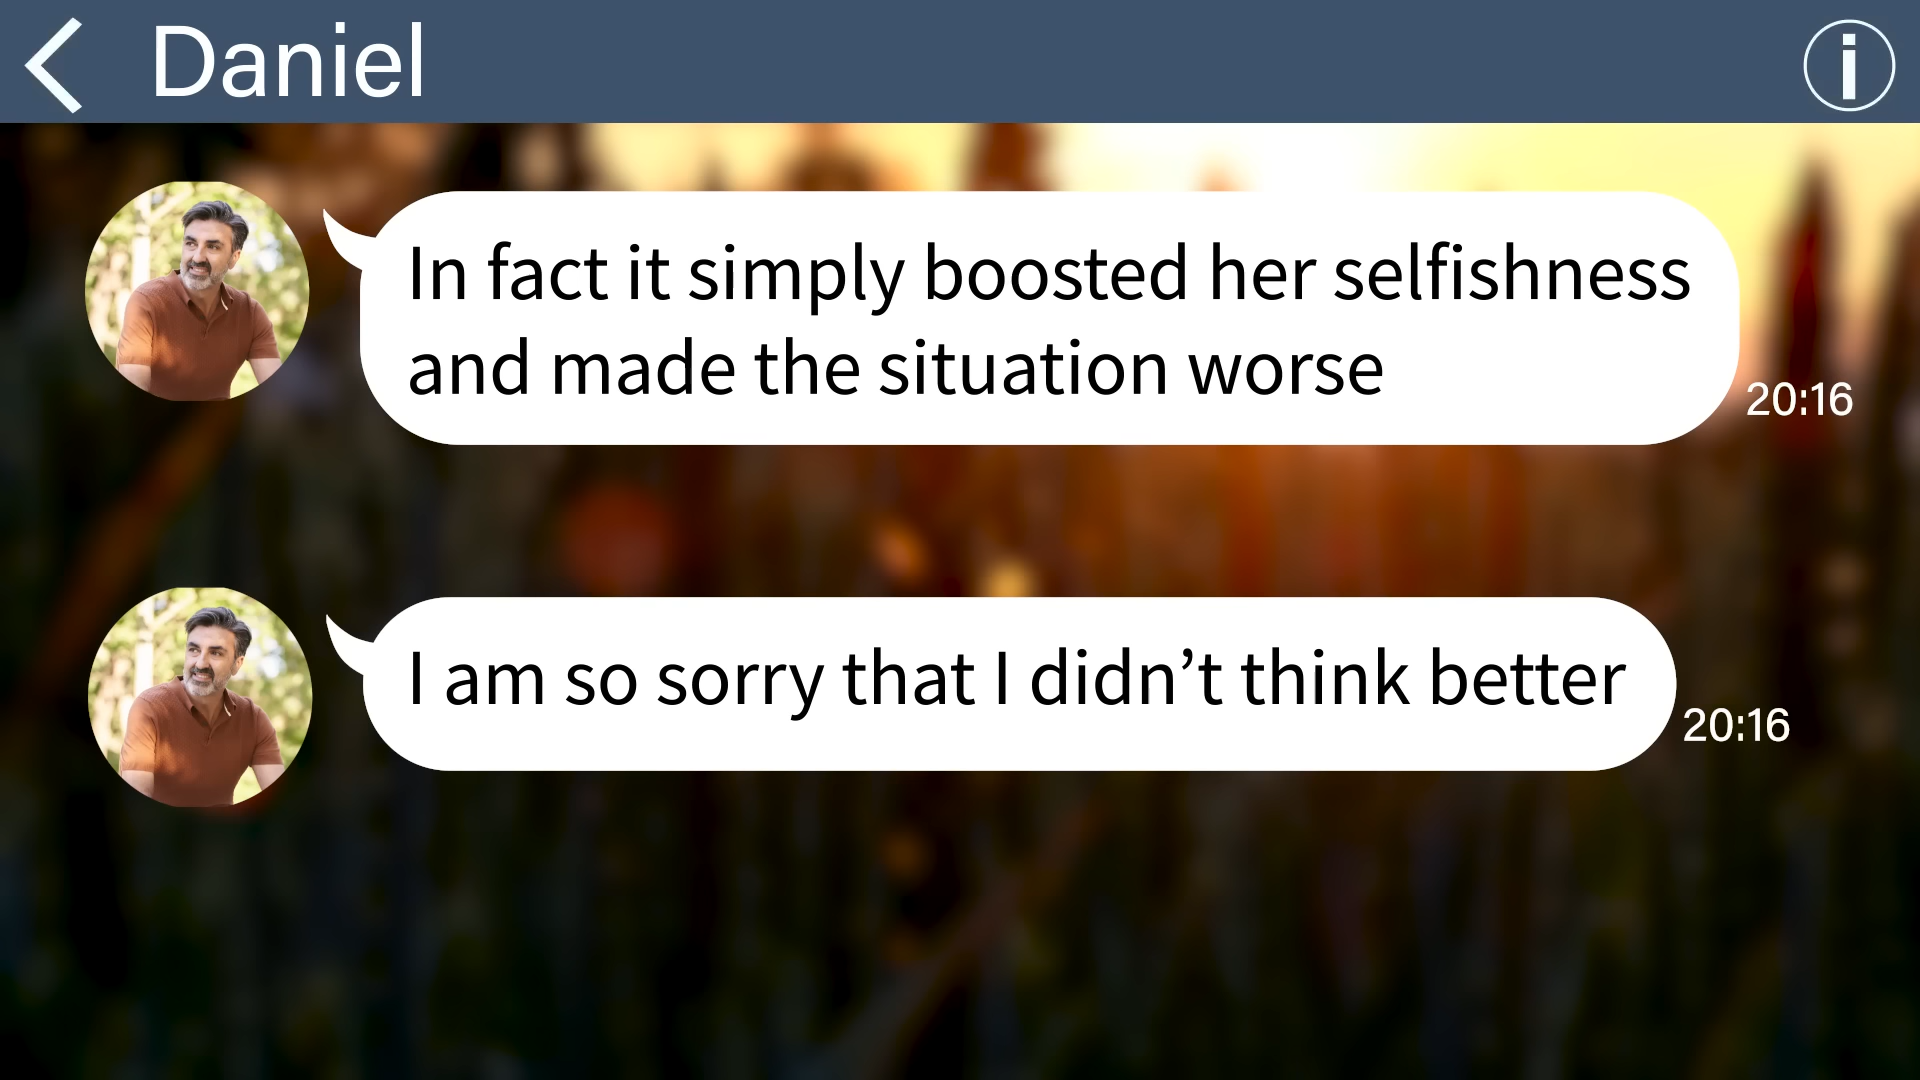 Daniel
In fact it simply boosted her selfishness
and made the situation worse
20:16
I am so sorry that I didn’t think better
20:16